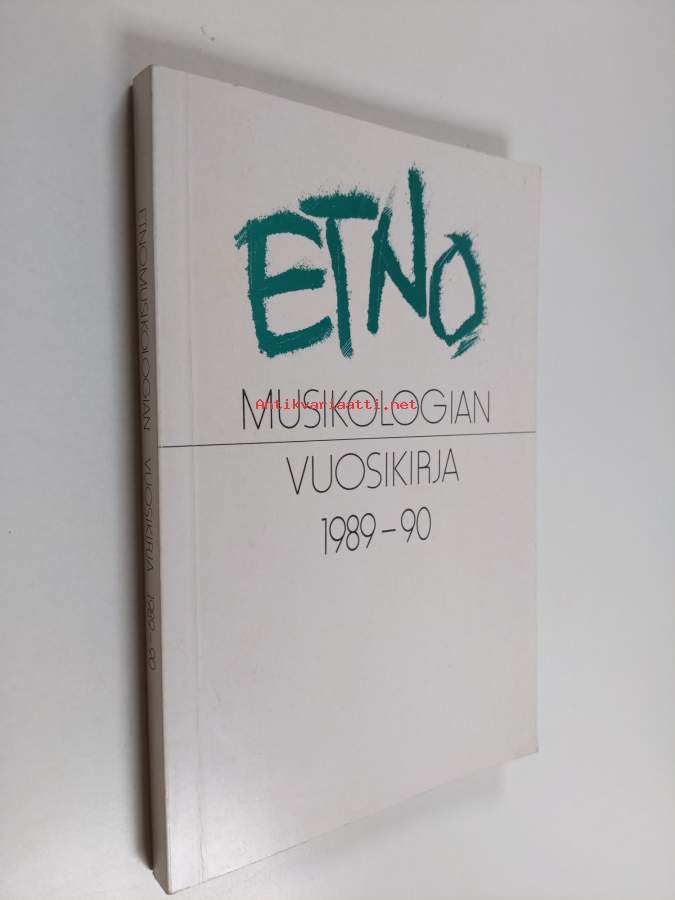 ETNO
MUSIKOLOGIAN
Antikvariaatti.net
VUOSIKIRJA
1989–90
ETNOMUSIKOLOGIAN VUOSIKIRJA 1989–90